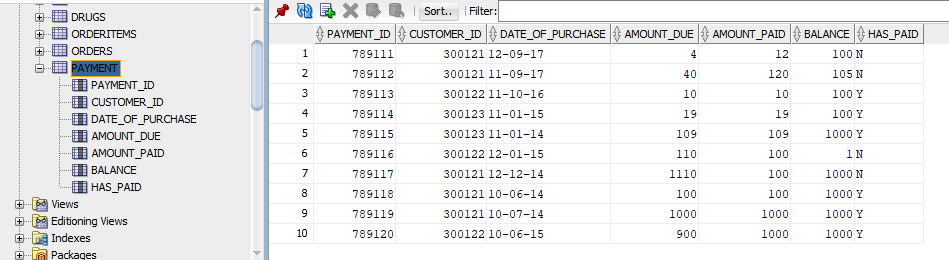 DRUGS
ORDERITEMS
ORDERS
PAYMENT
PAYMENT_ID
CUSTOMER_ID
DATE_OF_PURCHASE
AMOUNT_DUE
AMOUNT_PAID
BALANCE
HAS_PAID
Views
Editioning Views
Indexes
Packages
Sort.. Filter:
PAYMENT_ID CUSTOMER_ID DATE_OF_PURCHASE AMOUNT_DUE AMOUNT_PAID BALANCE HAS_PAID
1 789111 300121 12-09-17 4 12 100 N
2 789112 300121 11-09-17 40 120 105 N
3 789113 300122 11-10-16 10 10 100 Y
4 789114 300123 11-01-15 19 19 100 Y
5 789115 300123 11-01-14 109 109 1000 Y
6 789116 300122 12-01-15 110 100 1 N
7 789117 300121 12-12-14 1110 100 1000 N
8 789118 300121 10-06-14 100 100 1000 Y
9 789119 300121 10-07-14 1000 1000 1000 Y
10 789120 300122 10-06-15 900 1000 1000 Y